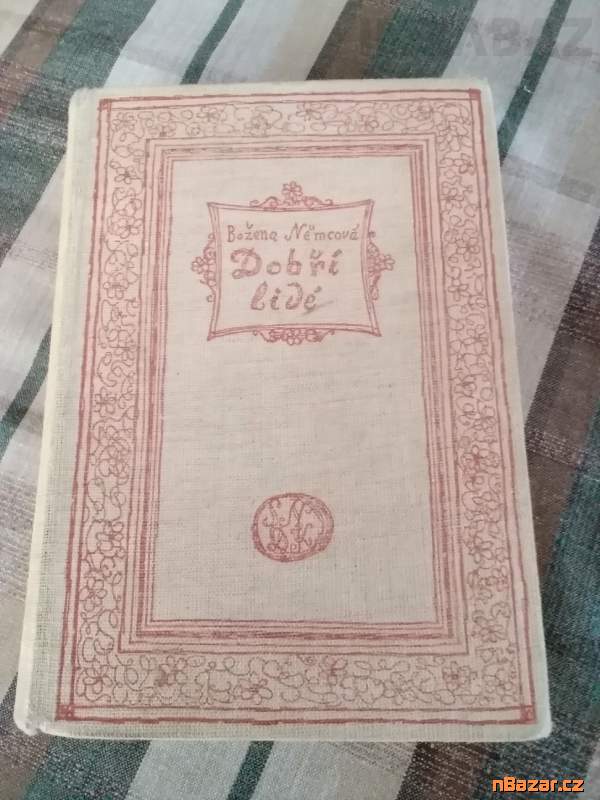 Božena Němcová
Dobří
lidé
nBazar.cz